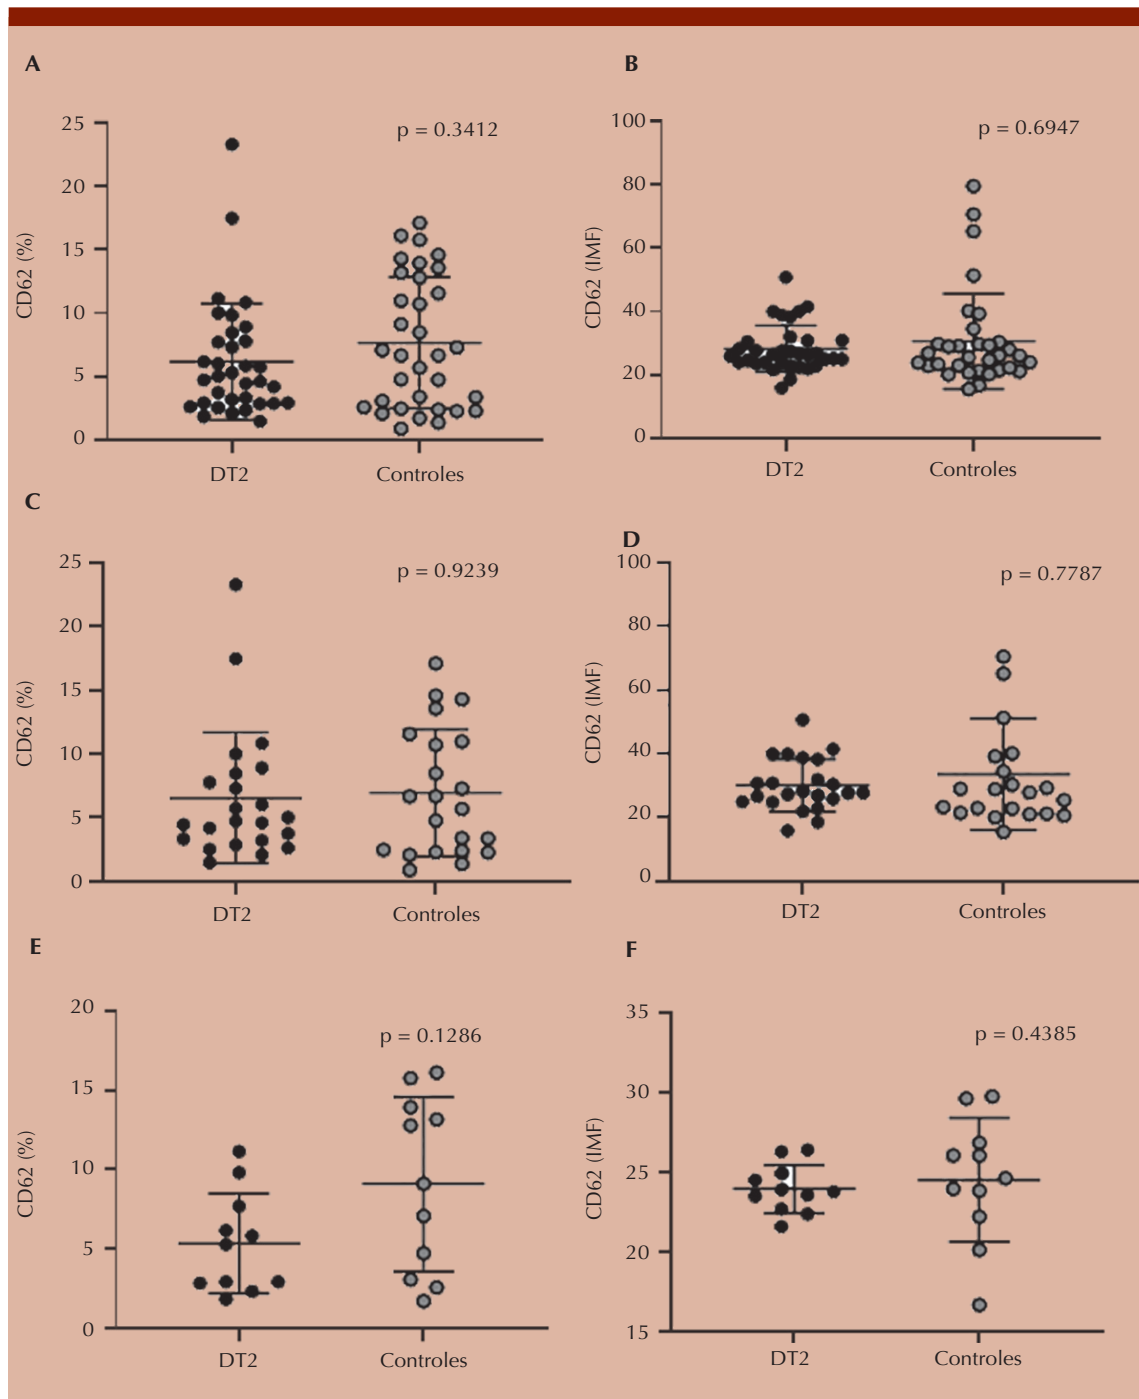 A
p = 0.3412
CD62 (%)
25
20
15
10
5
0
DT2
Controles
B
p = 0.6947
CD62 (IMF)
100
80
60
40
20
0
DT2
Controles
C
p = 0.9239
CD62 (%)
25
20
15
10
5
0
DT2
Controles
D
p = 0.7787
CD62 (IMF)
100
80
60
40
20
0
DT2
Controles
E
p = 0.1286
CD62 (%)
20
15
10
5
0
DT2
Controles
F
p = 0.4385
CD62 (IMF)
35
30
25
20
15
DT2
Controles